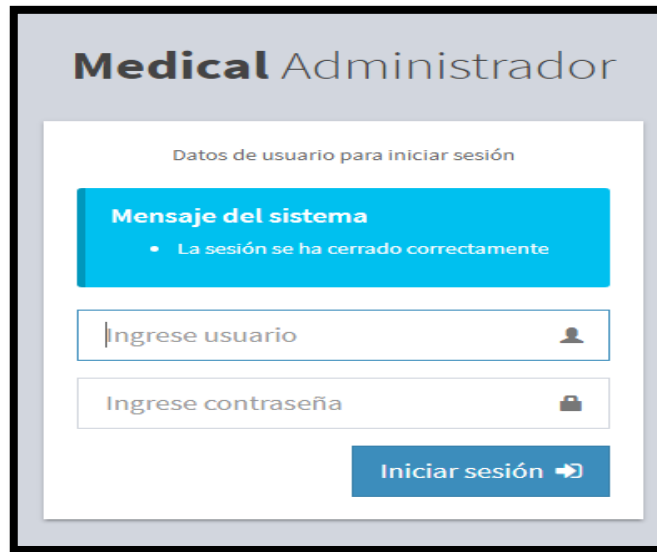 Medical Administrador
Datos de usuario para iniciar sesión
Mensaje del sistema
• La sesión se ha cerrado correctamente
Ingrese usuario
Ingrese contraseña
Iniciar sesión